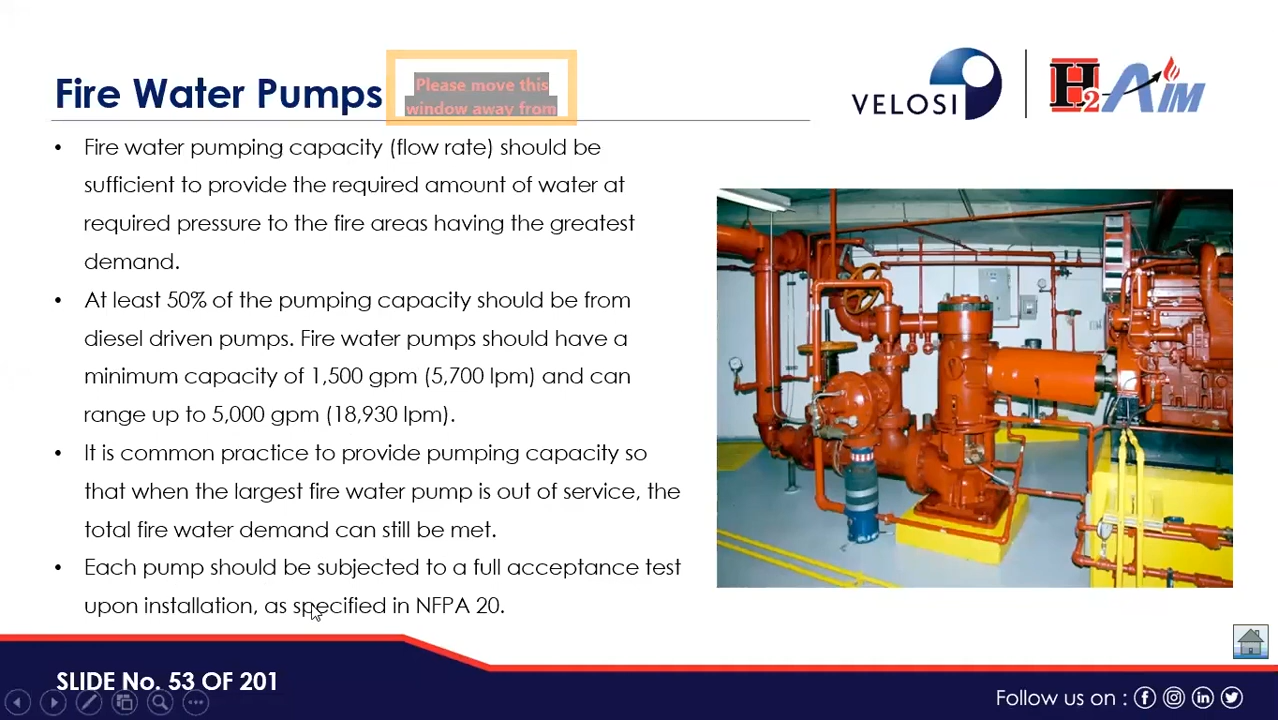 Fire Water Pumps
Please move this
window away from
VELOSI
H2AIM
• Fire water pumping capacity (flow rate) should be
sufficient to provide the required amount of water at
required pressure to the fire areas having the greatest
demand.
• At least 50% of the pumping capacity should be from
diesel driven pumps. Fire water pumps should have a
minimum capacity of 1,500 gpm (5,700 lpm) and can
range up to 5,000 gpm (18,930 lpm).
• It is common practice to provide pumping capacity so
that when the largest fire water pump is out of service, the
total fire water demand can still be met.
• Each pump should be subjected to a full acceptance test
upon installation, as specified in NFPA 20.
SLIDE No. 53 OF 201
Follow us on :